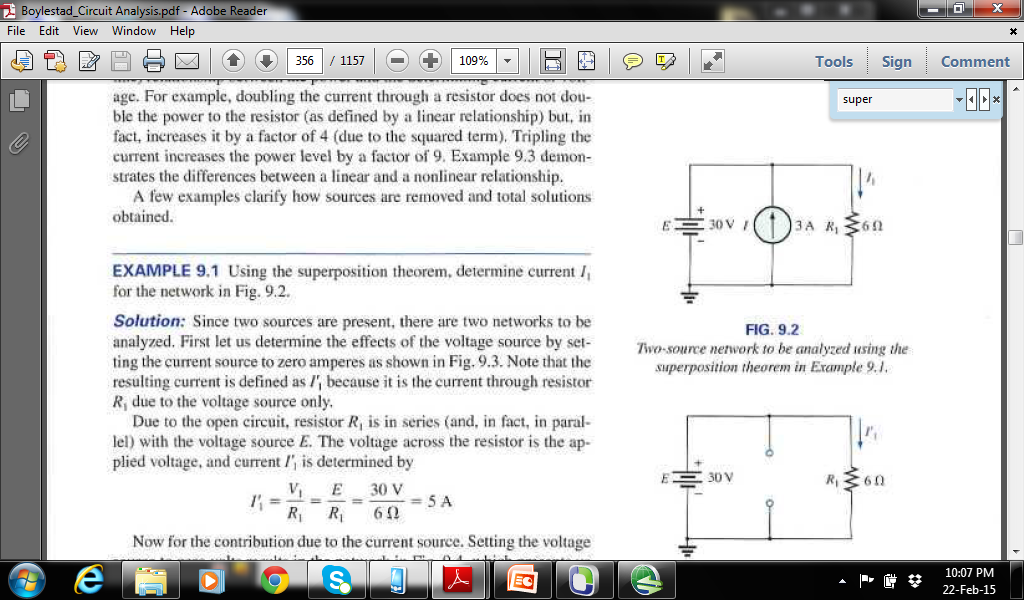 Boylestad_Circuit Analysis.pdf - Adobe Reader
File Edit View Window Help
356 / 1157 109% Tools Sign Comment
super
age. For example, doubling the current through a resistor does not dou-
ble the power to the resistor (as defined by a linear relationship) but, in
fact, increases it by a factor of 4 (due to the squared term). Tripling the
current increases the power level by a factor of 9. Example 9.3 demon-
strates the differences between a linear and a nonlinear relationship.
A few examples clarify how sources are removed and total solutions
obtained.
EXAMPLE 9.1 Using the superposition theorem, determine current I₁
for the network in Fig. 9.2.
Solution: Since two sources are present, there are two networks to be
analyzed. First let us determine the effects of the voltage source by set-
ting the current source to zero amperes as shown in Fig. 9.3. Note that the
resulting current is defined as I′₁ because it is the current through resistor
R₁ due to the voltage source only.
Due to the open circuit, resistor R₁ is in series (and, in fact, in paral-
lel) with the voltage source E. The voltage across the resistor is the ap-
plied voltage, and current I′₁ is determined by
I′₁ = V₁/R₁ = E/R₁ = 30 V/6 Ω = 5 A
Now for the contribution due to the current source. Setting the voltage
I₁
E + 30 V − I 3 A R₁ 6 Ω
FIG. 9.2
Two-source network to be analyzed using the
superposition theorem in Example 9.1.
I′₁
E + 30 V − R₁ 6 Ω
10:07 PM
22-Feb-15